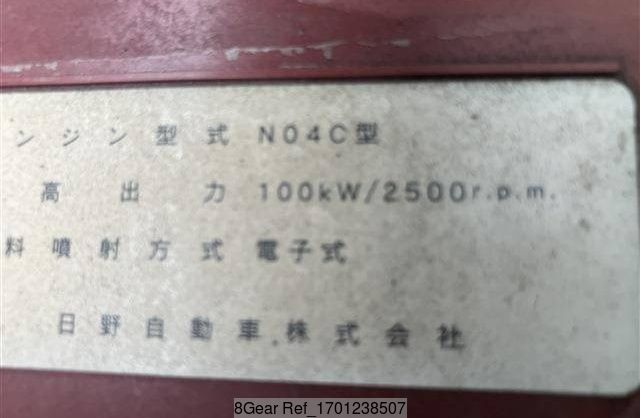 ンジン型式 N04C型
高出力 100kW/2500r.p.m.
料噴射方式 電子式
日野自動車株式会社
8Gear Ref_1701238507